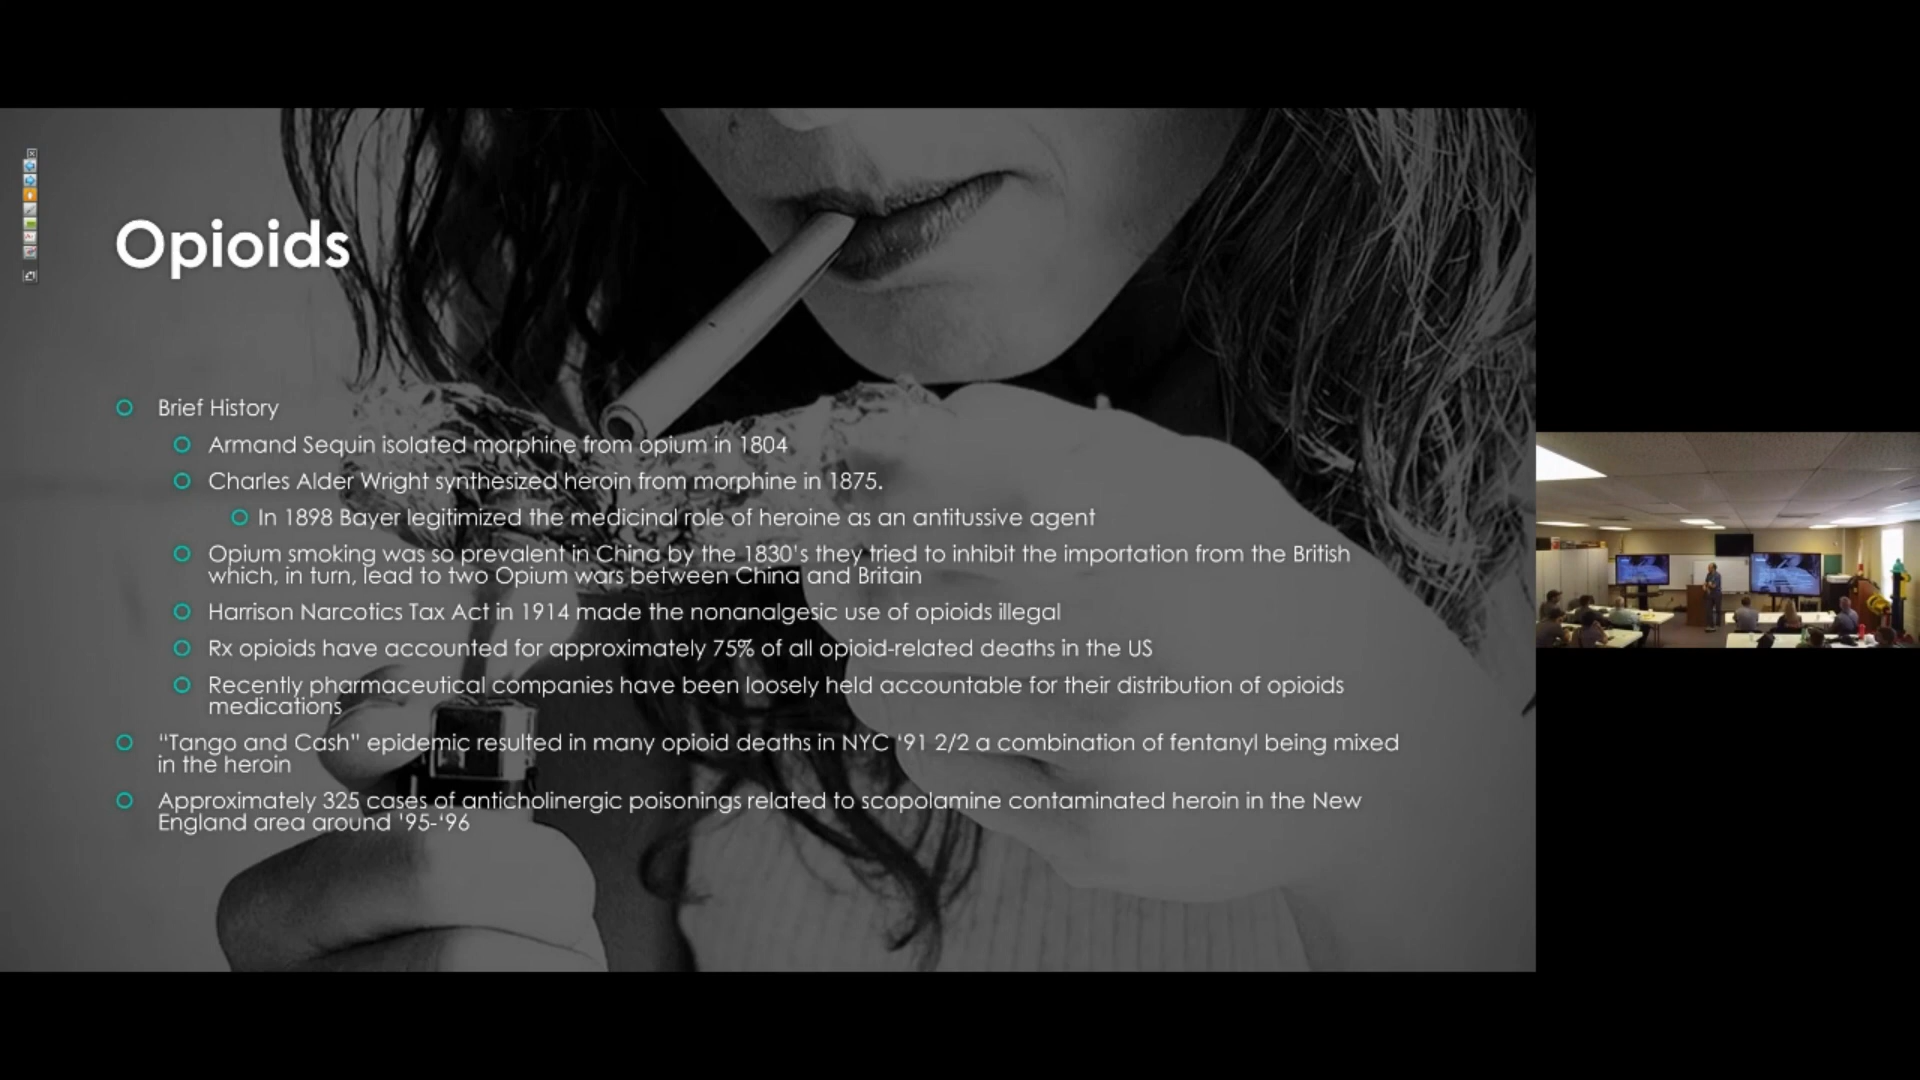 Opioids
Brief History
Armand Sequin isolated morphine from opium in 1804
Charles Alder Wright synthesized heroin from morphine in 1875.
In 1898 Bayer legitimized the medicinal role of heroine as an antitussive agent
Opium smoking was so prevalent in China by the 1830's they tried to inhibit the importation from the British
which, in turn, lead to two Opium wars between China and Britain
Harrison Narcotics Tax Act in 1914 made the nonanalgesic use of opioids illegal
Rx opioids have accounted for approximately 75% of all opioid-related deaths in the US
Recently pharmaceutical companies have been loosely held accountable for their distribution of opioids
medications
“Tango and Cash” epidemic resulted in many opioid deaths in NYC ‘91 2/2 a combination of fentanyl being mixed
in the heroin
Approximately 325 cases of anticholinergic poisonings related to scopolamine contaminated heroin in the New
England area around ’95-‘96